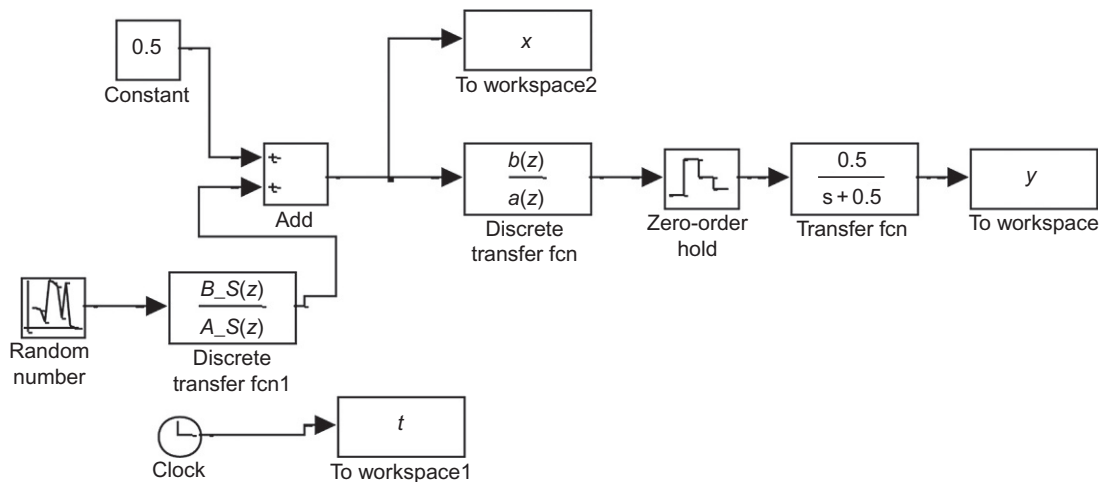 0.5
Constant
x
To workspace2
+
+
Add
b(z)
a(z)
Discrete
transfer fcn
Zero-order
hold
0.5
s+0.5
Transfer fcn
y
To workspace
Random
number
B_S(z)
A_S(z)
Discrete
transfer fcn1
Clock
t
To workspace1